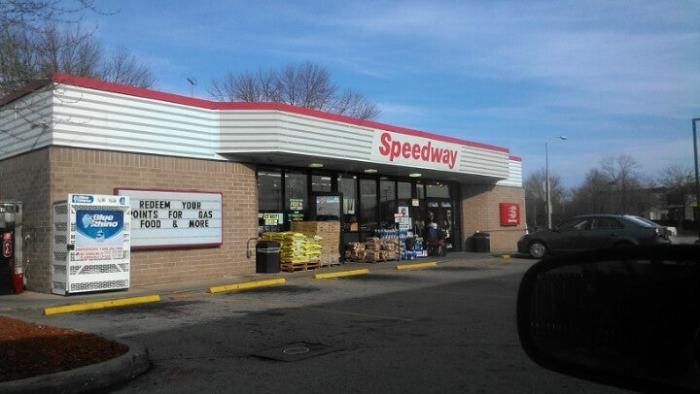 Speedway
Blue
Rhino
REDEEM YOUR
POINTS FOR GAS
FOOD & MORE